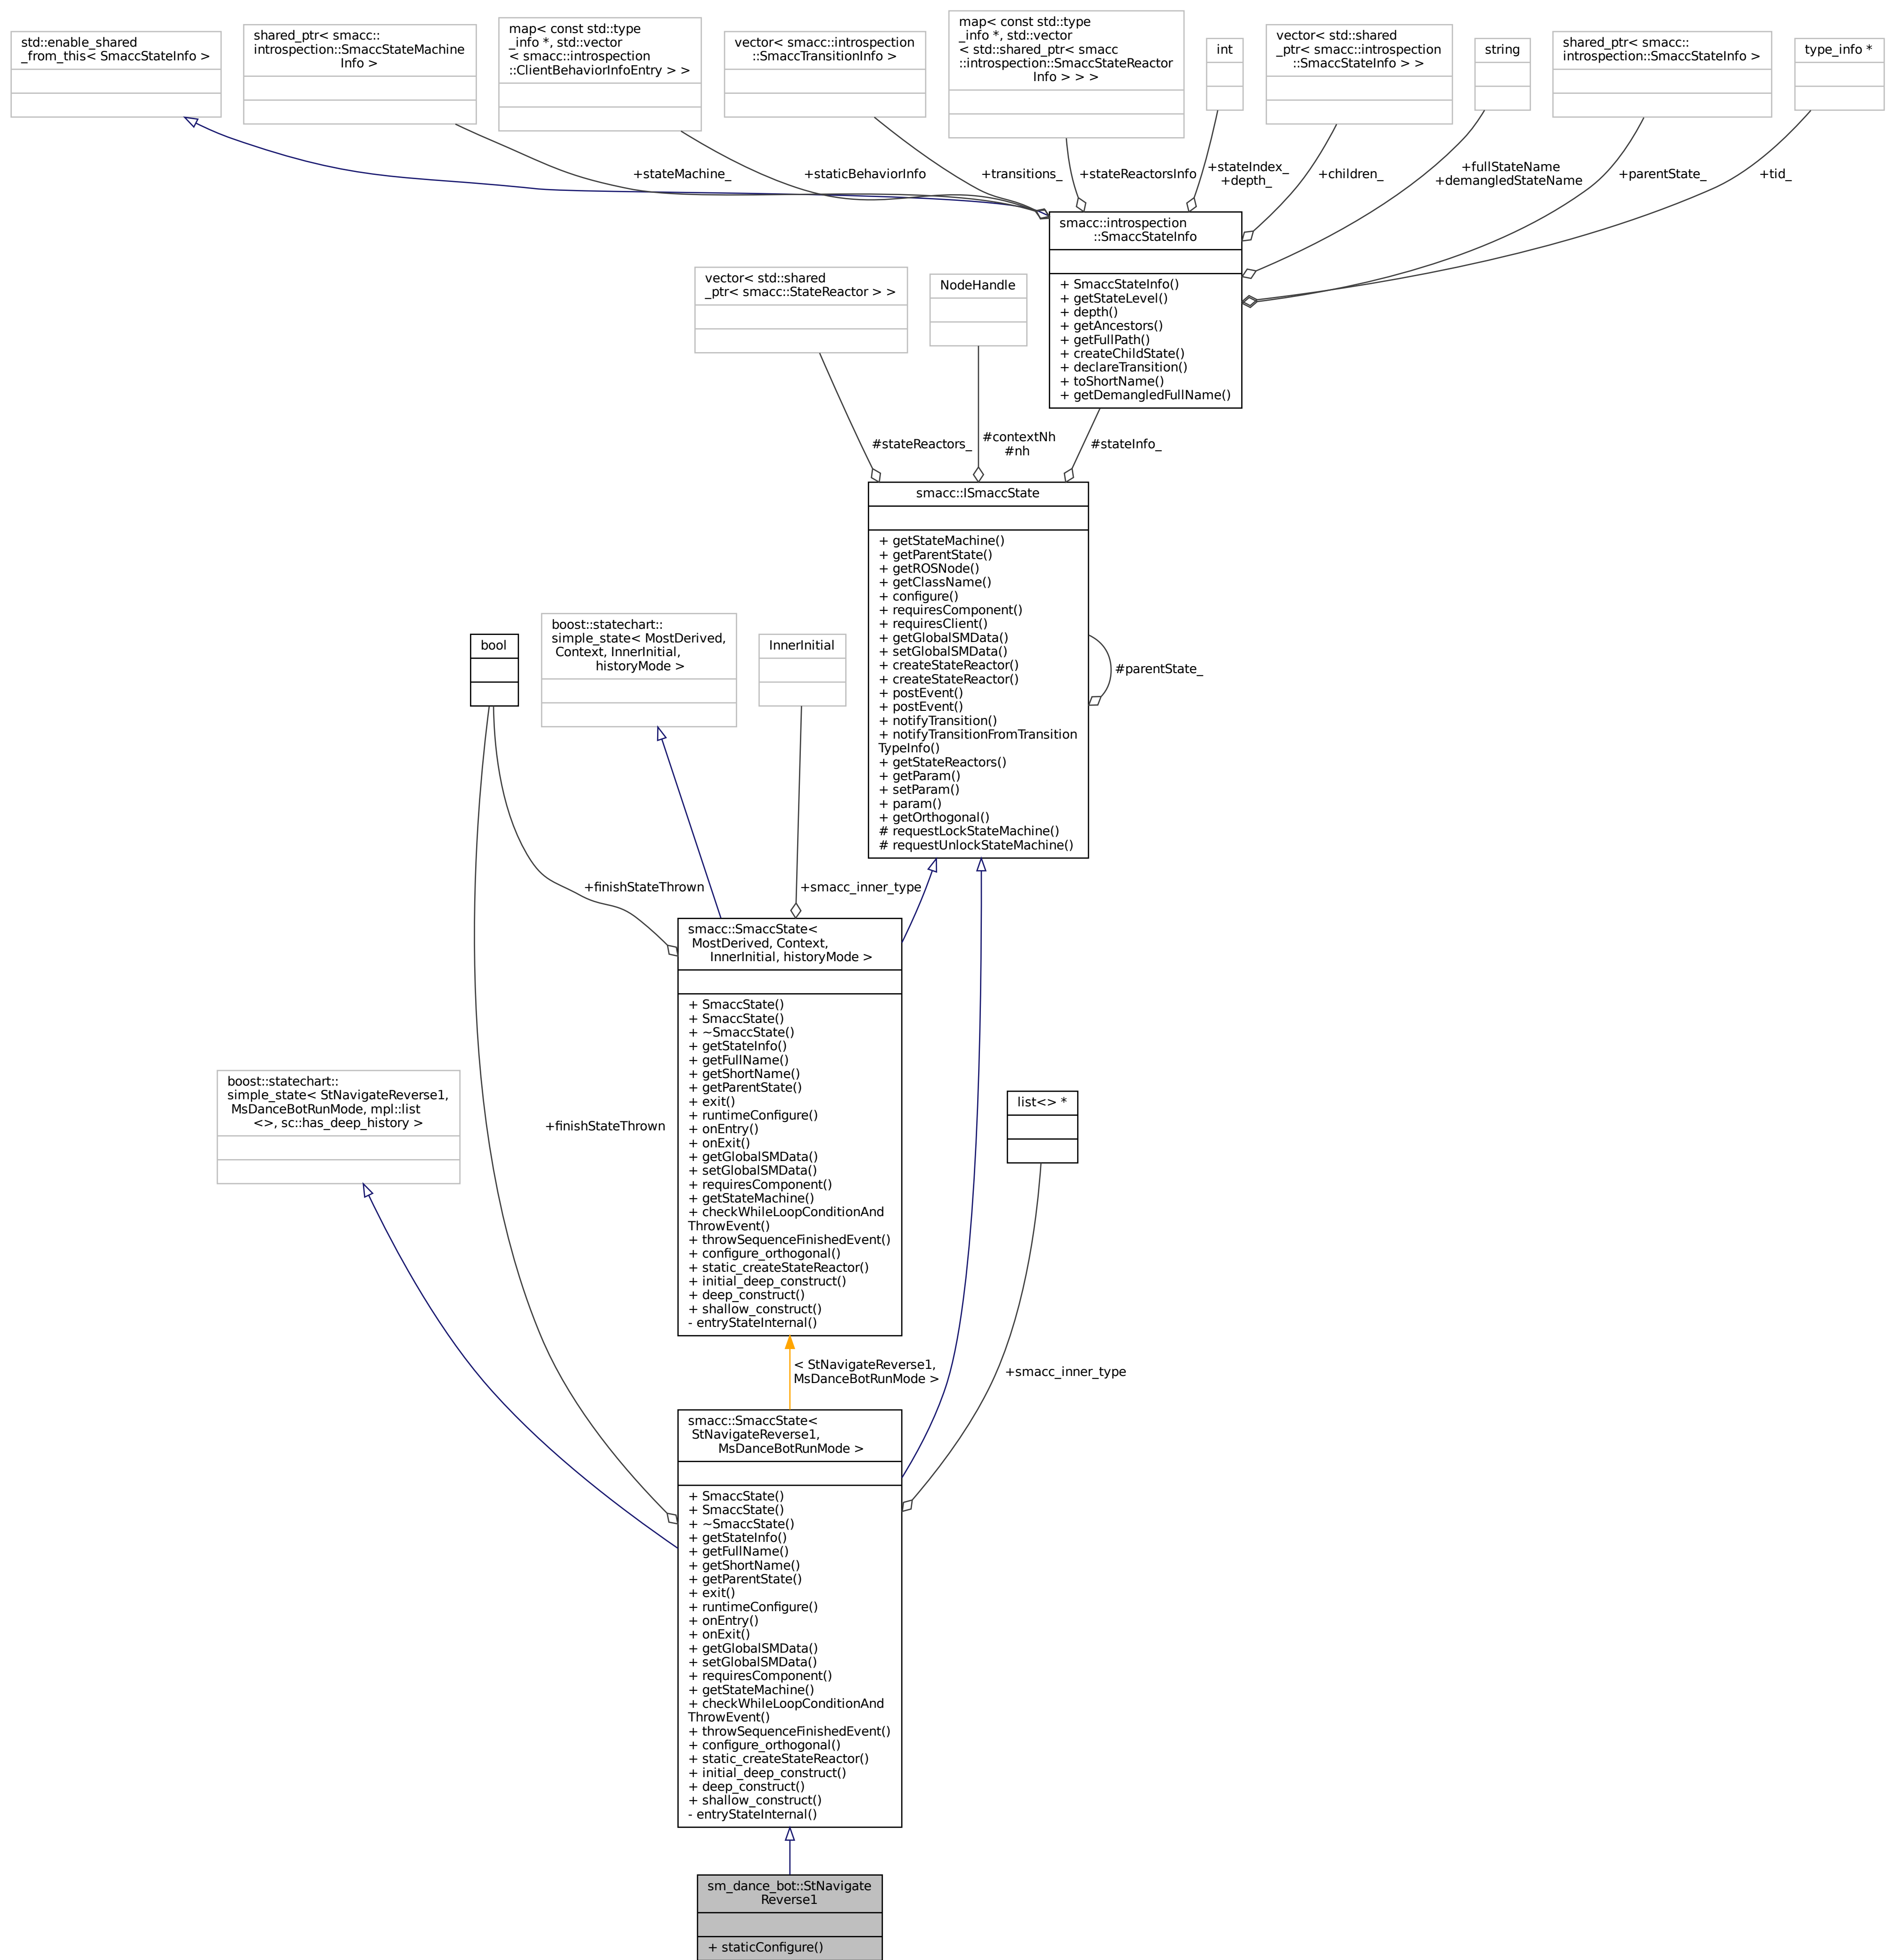 std::enable_shared
_from_this< SmaccStateInfo >
shared_ptr< smacc::
introspection::SmaccStateMachine
Info >
map< const std::type
_info *, std::vector
< smacc::introspection
::ClientBehaviorInfoEntry > >
vector< smacc::introspection
::SmaccTransitionInfo >
map< const std::type
_info *, std::vector
< std::shared_ptr< smacc
::introspection::SmaccStateReactor
Info > > >
int
vector< std::shared
_ptr< smacc::introspection
::SmaccStateInfo > >
string
shared_ptr< smacc::
introspection::SmaccStateInfo >
type_info *
+stateMachine_
+staticBehaviorInfo
+transitions_
+stateReactorsInfo
+stateIndex_
+depth_
+children_
+fullStateName
+demangledStateName
+parentState_
+tid_
smacc::introspection
::SmaccStateInfo
+ SmaccStateInfo()
+ getStateLevel()
+ depth()
+ getAncestors()
+ getFullPath()
+ createChildState()
+ declareTransition()
+ toShortName()
+ getDemangledFullName()
vector< std::shared
_ptr< smacc::StateReactor > >
NodeHandle
#stateReactors_
#contextNh
#nh
#stateInfo_
smacc::ISmaccState
+ getStateMachine()
+ getParentState()
+ getROSNode()
+ getClassName()
+ configure()
+ requiresComponent()
+ requiresClient()
+ getGlobalSMData()
+ setGlobalSMData()
+ createStateReactor()
+ createStateReactor()
+ postEvent()
+ postEvent()
+ notifyTransition()
+ notifyTransitionFromTransition
TypeInfo()
+ getStateReactors()
+ getParam()
+ setParam()
+ param()
+ getOrthogonal()
# requestLockStateMachine()
# requestUnlockStateMachine()
#parentState_
bool
boost::statechart::
simple_state< MostDerived,
Context, InnerInitial,
historyMode >
InnerInitial
+finishStateThrown
+smacc_inner_type
smacc::SmaccState<
MostDerived, Context,
InnerInitial, historyMode >
+ SmaccState()
+ SmaccState()
+ ~SmaccState()
+ getStateInfo()
+ getFullName()
+ getShortName()
+ getParentState()
+ exit()
+ runtimeConfigure()
+ onEntry()
+ onExit()
+ getGlobalSMData()
+ setGlobalSMData()
+ requiresComponent()
+ getStateMachine()
+ checkWhileLoopConditionAnd
ThrowEvent()
+ throwSequenceFinishedEvent()
+ configure_orthogonal()
+ static_createStateReactor()
+ initial_deep_construct()
+ deep_construct()
+ shallow_construct()
- entryStateInternal()
boost::statechart::
simple_state< StNavigateReverse1,
MsDanceBotRunMode, mpl::list
<>, sc::has_deep_history >
+finishStateThrown
list<> *
< StNavigateReverse1,
MsDanceBotRunMode >
+smacc_inner_type
smacc::SmaccState<
StNavigateReverse1,
MsDanceBotRunMode >
+ SmaccState()
+ SmaccState()
+ ~SmaccState()
+ getStateInfo()
+ getFullName()
+ getShortName()
+ getParentState()
+ exit()
+ runtimeConfigure()
+ onEntry()
+ onExit()
+ getGlobalSMData()
+ setGlobalSMData()
+ requiresComponent()
+ getStateMachine()
+ checkWhileLoopConditionAnd
ThrowEvent()
+ throwSequenceFinishedEvent()
+ configure_orthogonal()
+ static_createStateReactor()
+ initial_deep_construct()
+ deep_construct()
+ shallow_construct()
- entryStateInternal()
sm_dance_bot::StNavigate
Reverse1
+ staticConfigure()